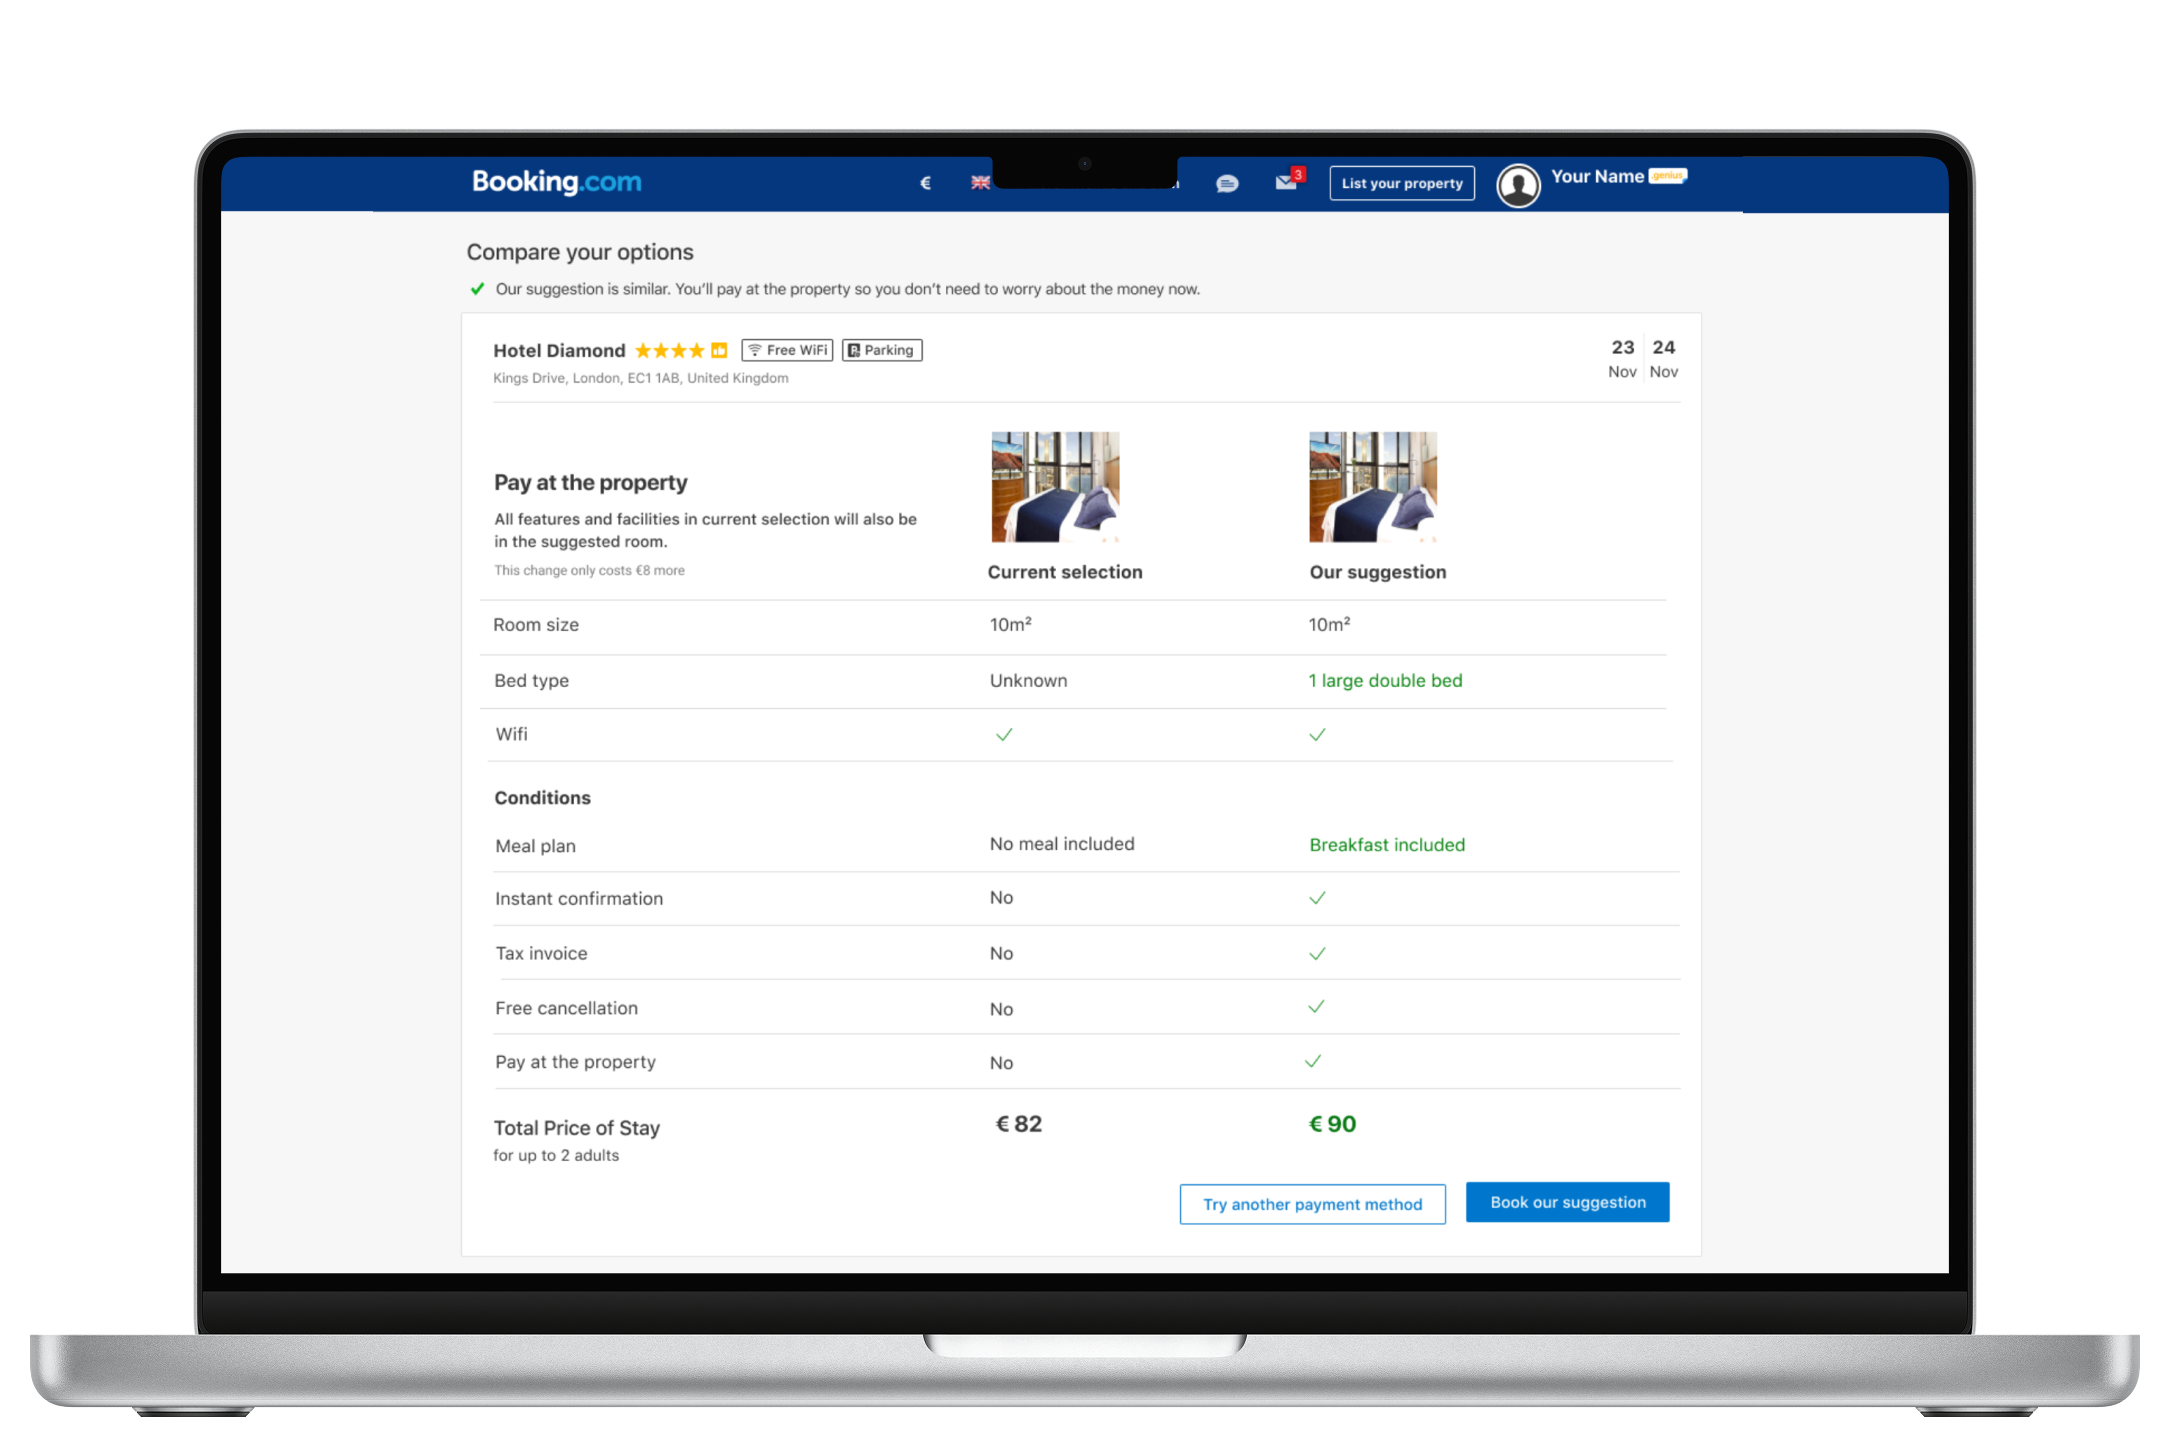 Booking.com
€
3
List your property
Your Name
.genius
Compare your options
Our suggestion is similar. You'll pay at the property so you don't need to worry about the money now.
Hotel Diamond
Free WiFi
Parking
23 24
Nov Nov
Kings Drive, London, EC1 1AB, United Kingdom
Pay at the property
All features and facilities in current selection will also be
in the suggested room.
This change only costs €8 more
Current selection Our suggestion
Room size 10m² 10m²
Bed type Unknown 1 large double bed
Wifi
Conditions
Meal plan No meal included Breakfast included
Instant confirmation No
Tax invoice No
Free cancellation No
Pay at the property No
Total Price of Stay € 82 € 90
for up to 2 adults
Try another payment method Book our suggestion